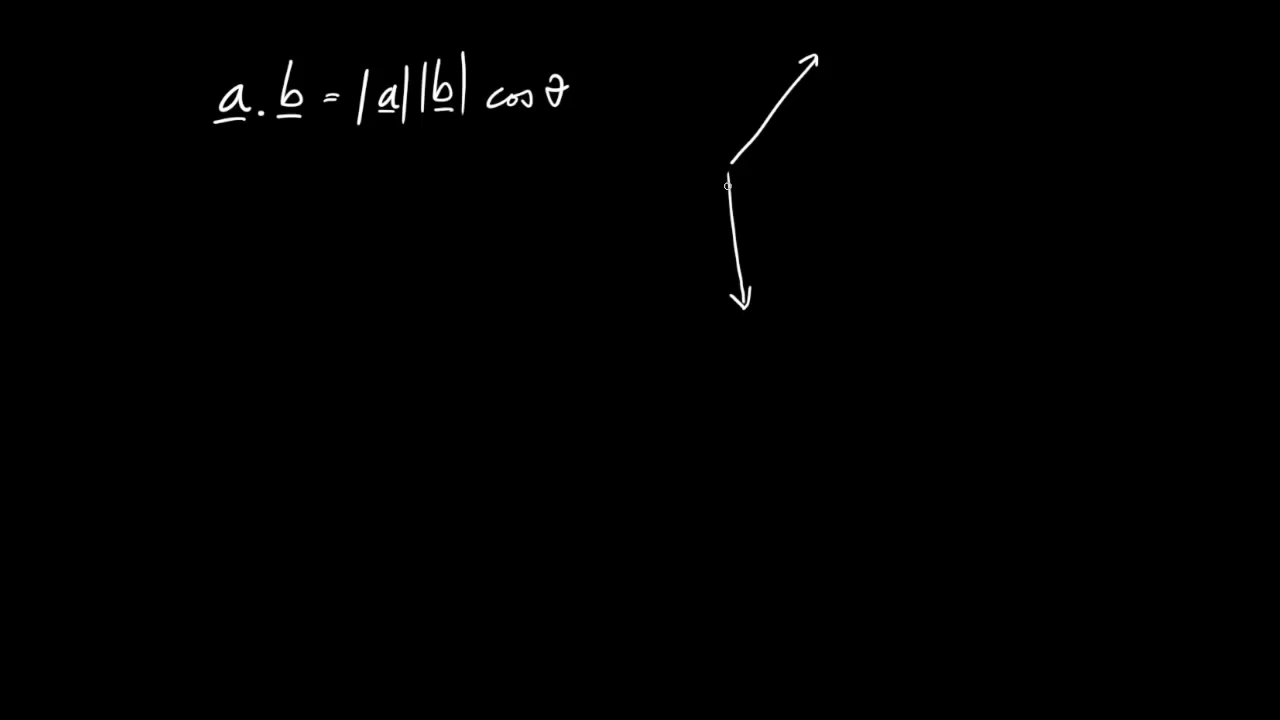 a . b = |a| |b| cos θ